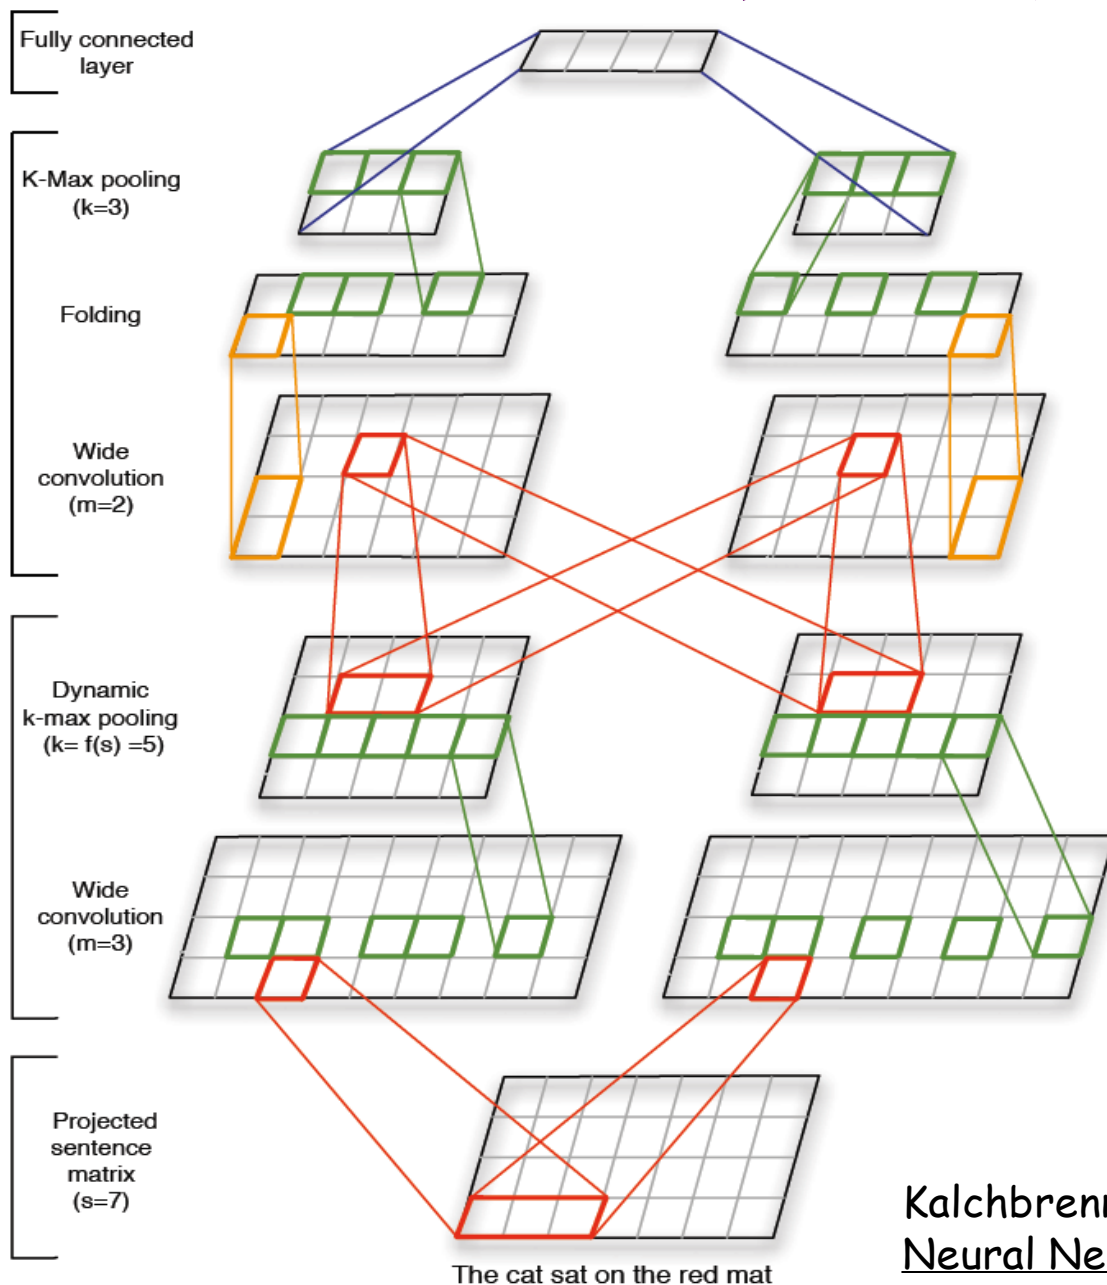 Fully connected
layer
K-Max pooling
(k=3)
Folding
Wide
convolution
(m=2)
Dynamic
k-max pooling
(k= f(s) =5)
Wide
convolution
(m=3)
Projected
sentence
matrix
(s=7)
The cat sat on the red mat
Neural